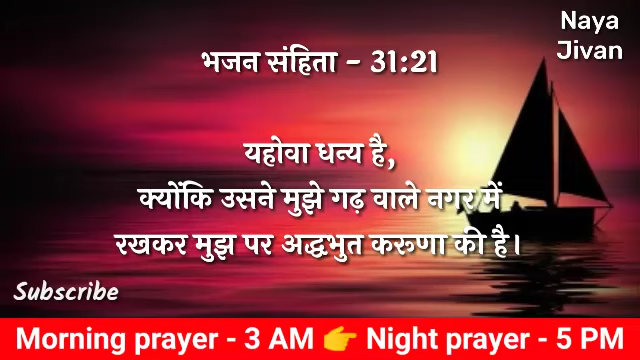 Naya
Jivan
भजन संहिता - 31:21
यहोवा धन्य है,
क्योंकि उसने मुझे गढ़ वाले नगर में
रखकर मुझ पर अद्धभुत करूणा की है।
Subscribe
Morning prayer - 3 AM 👉 Night prayer - 5 PM